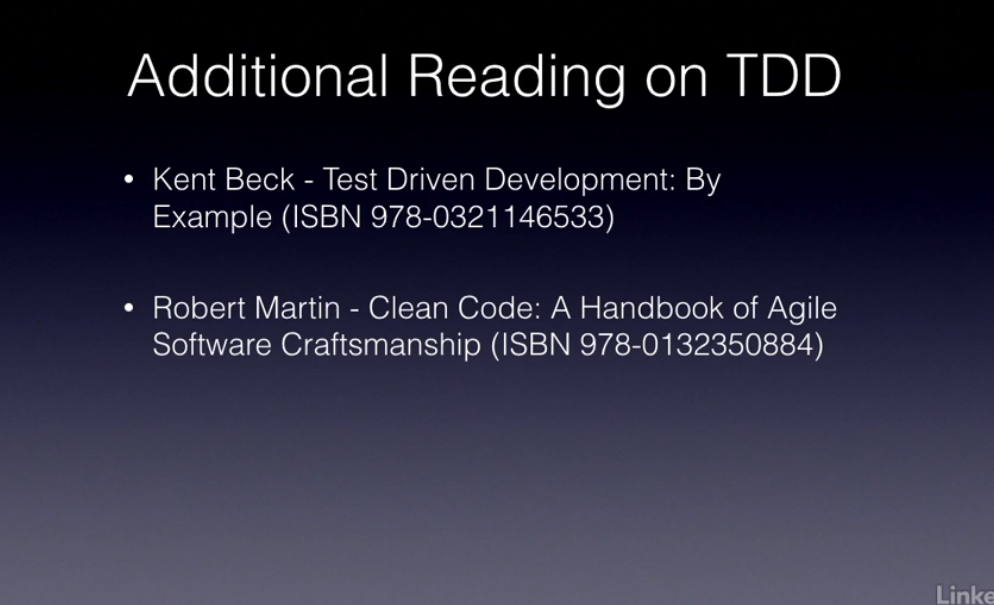 Additional Reading on TDD
• Kent Beck - Test Driven Development: By
Example (ISBN 978-0321146533)
• Robert Martin - Clean Code: A Handbook of Agile
Software Craftsmanship (ISBN 978-0132350884)
Linke